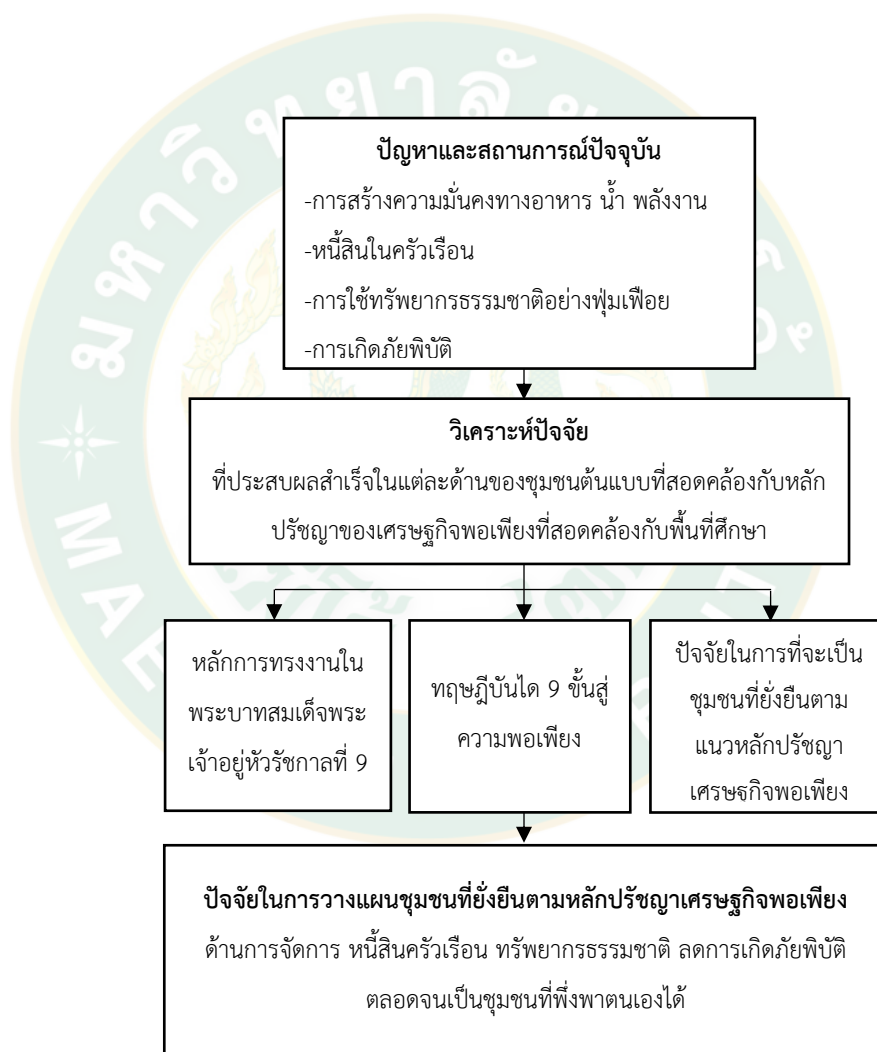 มหาวิทยาลัย
MAE
ปัญหาและสถานการณ์ปัจจุบัน
-การสร้างความมั่นคงทางอาหาร น้ำ พลังงาน
-หนี้สินในครัวเรือน
-การใช้ทรัพยากรธรรมชาติอย่างฟุ่มเฟือย
-การเกิดภัยพิบัติ
วิเคราะห์ปัจจัย
ที่ประสบผลสำเร็จในแต่ละด้านของชุมชนต้นแบบที่สอดคล้องกับหลัก
ปรัชญาของเศรษฐกิจพอเพียงที่สอดคล้องกับพื้นที่ศึกษา
หลักการทรงงานใน
พระบาทสมเด็จพระ
เจ้าอยู่หัวรัชกาลที่ 9
ทฤษฎีบันได 9 ขั้นสู่
ความพอเพียง
ปัจจัยในการที่จะเป็น
ชุมชนที่ยั่งยืนตาม
แนวหลักปรัชญา
เศรษฐกิจพอเพียง
ปัจจัยในการวางแผนชุมชนที่ยั่งยืนตามหลักปรัชญาเศรษฐกิจพอเพียง
ด้านการจัดการ หนี้สินครัวเรือน ทรัพยากรธรรมชาติ ลดการเกิดภัยพิบัติ
ตลอดจนเป็นชุมชนที่พึ่งพาตนเองได้